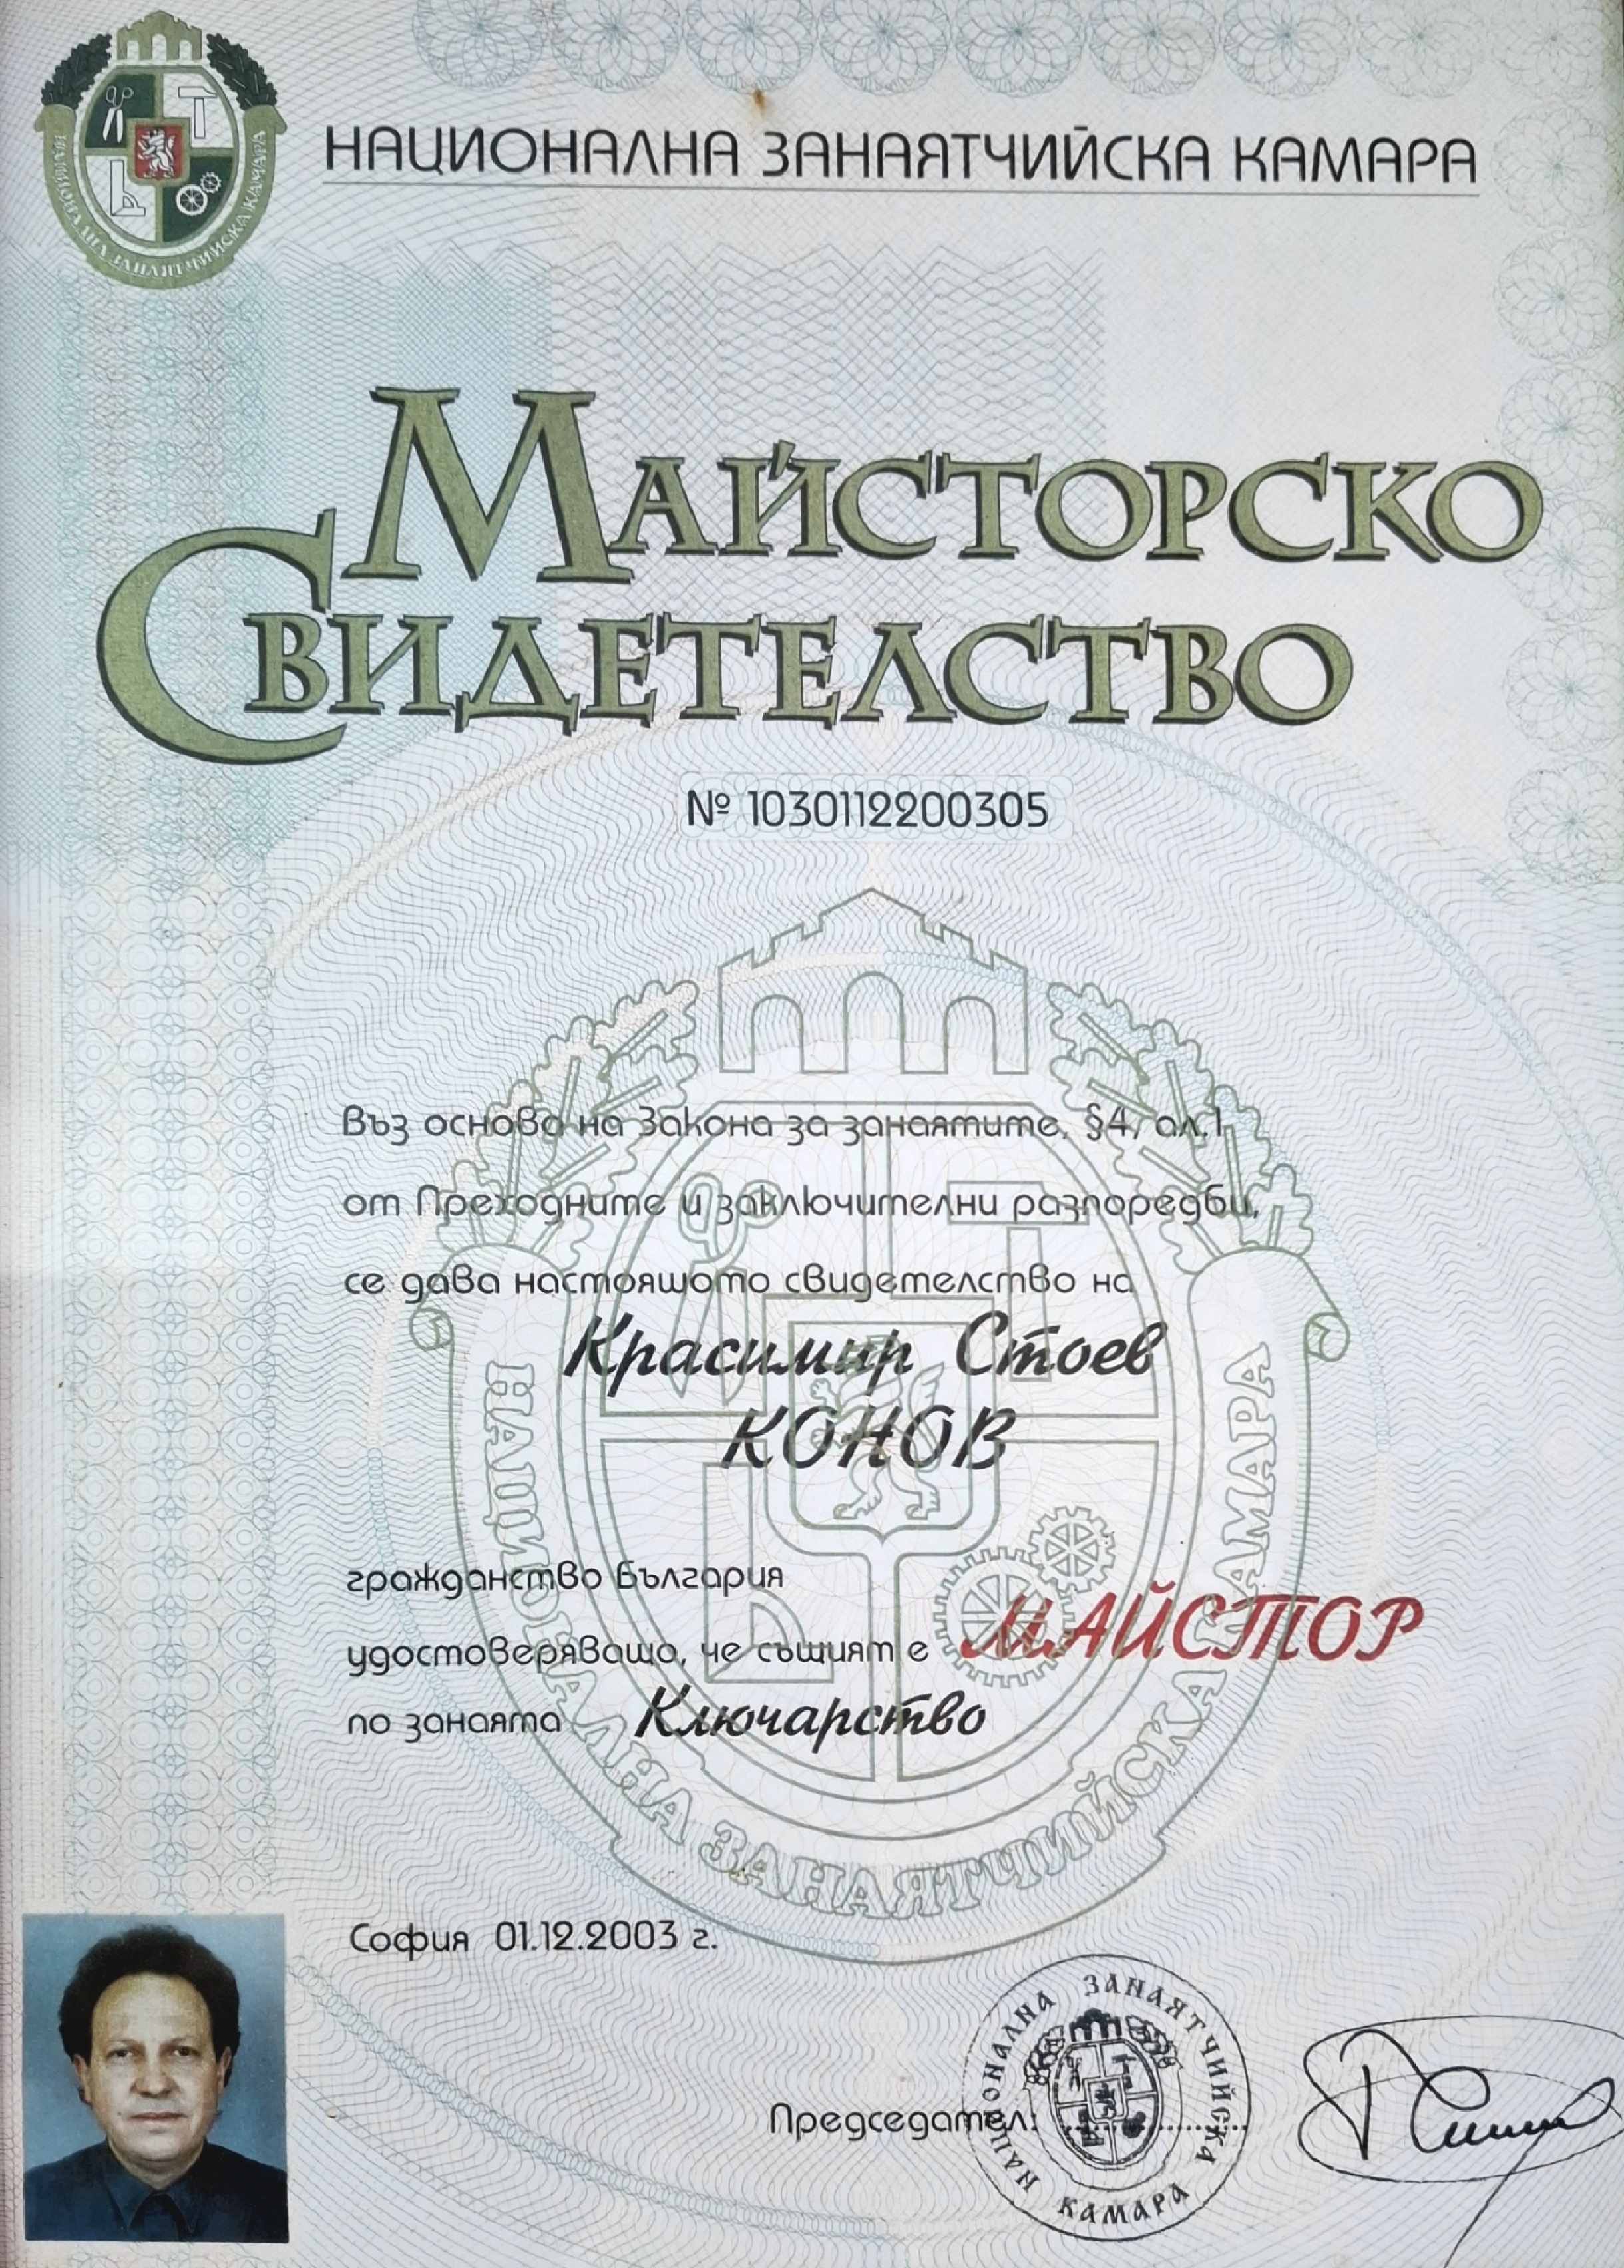 НАЦИОНАЛНА ЗАНАЯТЧИЙСКА КАМАРА
НАЦИОНАЛНА ЗАНАЯТЧИЙСКА КАМАРА
МАЙСТОРСКО
СВИДЕТЕЛСТВО
№ 1030112200305
Въз основа на Закона за занаятите, §4, ал.1,
от Преходните и заключителни разпоредби,
се дава настоящото свидетелство на
Красимир Стоев
КОНОВ
гражданство България
удостоверяващо, че същият е МАЙСТОР
по занаята Ключарство
НАЦИОНАЛНА ЗАНАЯТЧИЙСКА КАМАРА
София 01.12.2003 г.
Председател:
НАЦИОНАЛНА ЗАНАЯТЧИЙСКА КАМАРА